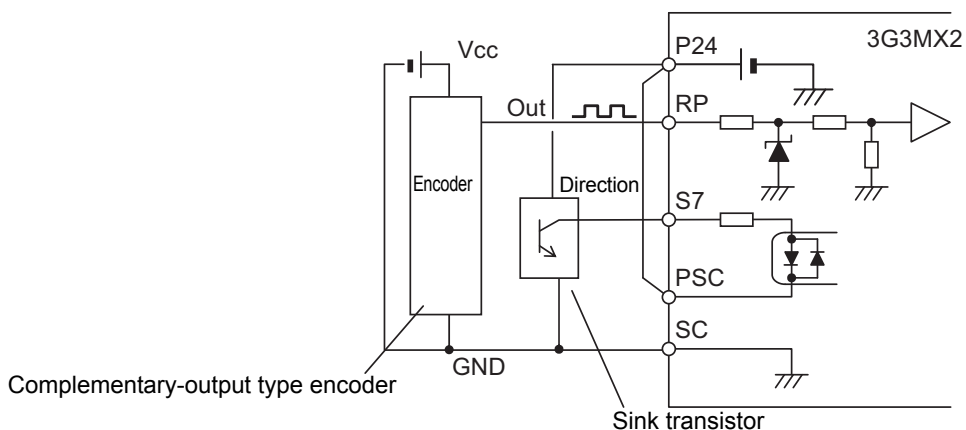 3G3MX2
P24
Vcc
RP
Out
Encoder
Direction
S7
PSC
SC
GND
Complementary-output type encoder
Sink transistor